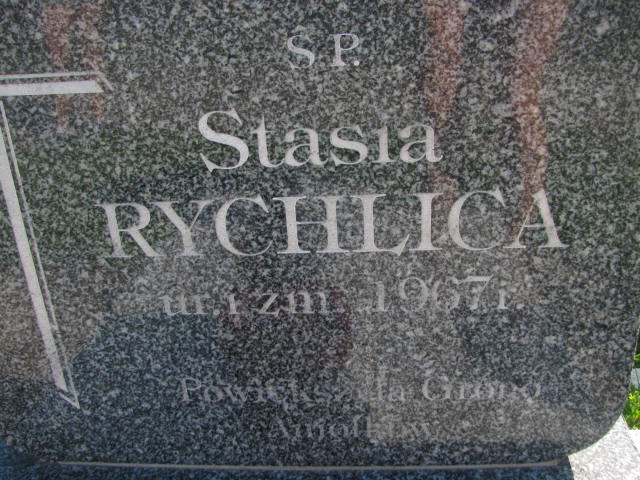 Ś.P.
Stasia
RYCHLICA
ur. i zm. 1967 r.
Powiększyła Grono
Aniołków